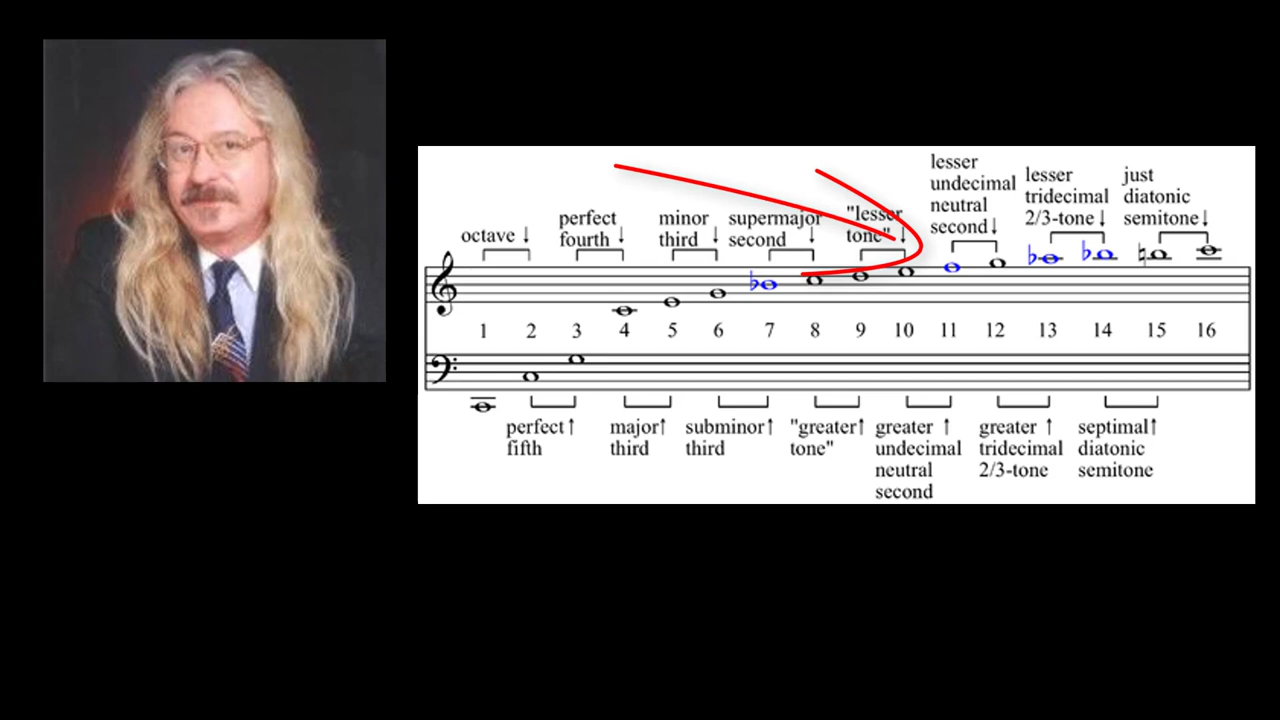 octave ↓
perfect
fourth ↓
minor
third ↓
supermajor
second ↓
"lesser
tone" ↓
lesser
undecimal
neutral
second↓
lesser
tridecimal
2/3-tone↓
just
diatonic
semitone↓
1 2 3 4 5 6 7 8 9 10 11 12 13 14 15 16
perfect↑
fifth
major↑
third
subminor↑
third
"greater↑
tone"
greater ↑
undecimal
neutral
second
greater ↑
tridecimal
2/3-tone
septimal↑
diatonic
semitone